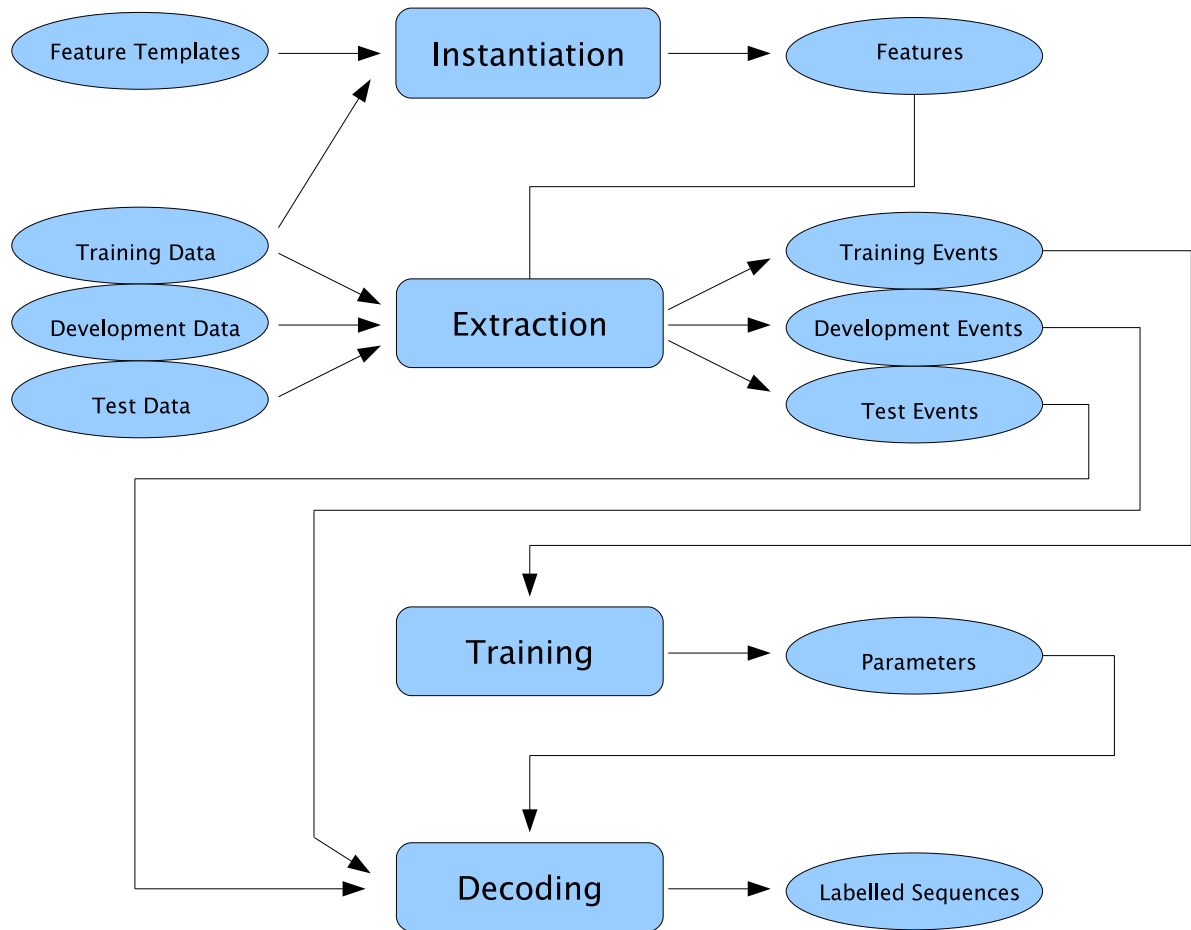 Feature Templates
Instantiation
Features
Training Data
Development Data
Test Data
Extraction
Training Events
Development Events
Test Events
Training
Parameters
Decoding
Labelled Sequences